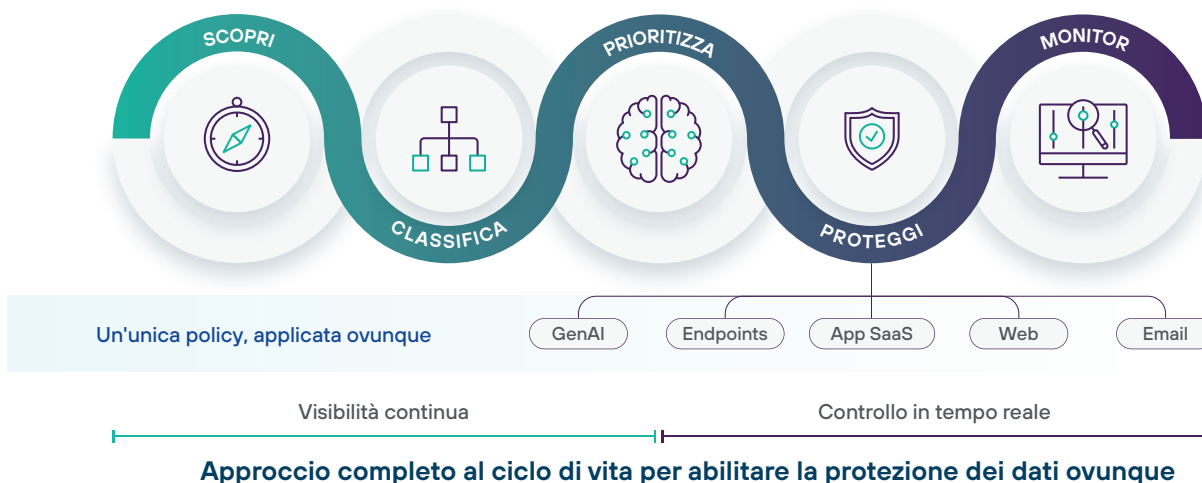 SCOPRI
PRIORITIZZA
MONITOR
CLASSIFICA
PROTEGGI
Un'unica policy, applicata ovunque
GenAI
Endpoints
App SaaS
Web
Email
Visibilità continua
Controllo in tempo reale
Approccio completo al ciclo di vita per abilitare la protezione dei dati ovunque